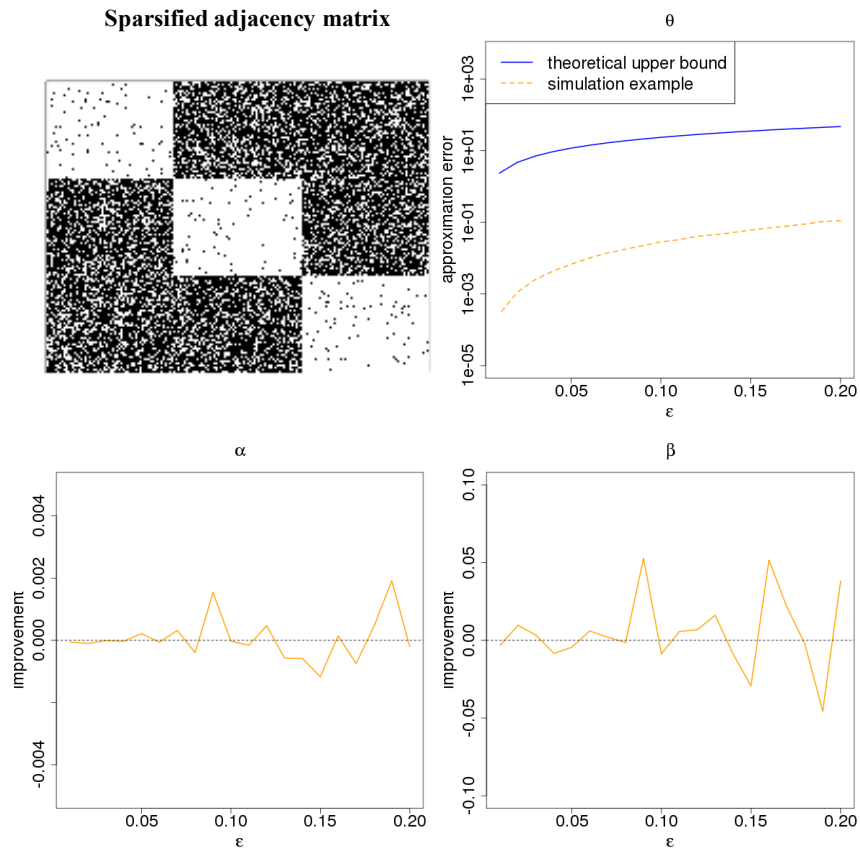 Sparsified adjacency matrix
θ
theoretical upper bound
simulation example
approximation error
1e+03
1e+01
1e-01
1e-03
1e-05
0.05 0.10 0.15 0.20
ε
α
improvement
0.004
0.002
0.000
-0.004
0.05 0.10 0.15 0.20
ε
β
improvement
0.10
0.05
0.00
-0.05
-0.10
0.05 0.10 0.15 0.20
ε